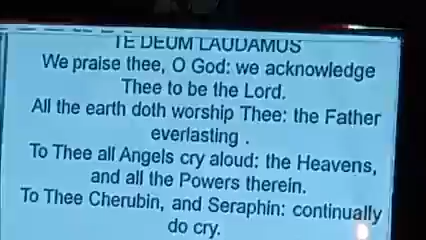 TE DEUM LAUDAMUS
We praise thee, O God: we acknowledge
Thee to be the Lord.
All the earth doth worship Thee: the Father
everlasting .
To Thee all Angels cry aloud: the Heavens,
and all the Powers therein.
To Thee Cherubin, and Seraphin: continually
do cry.